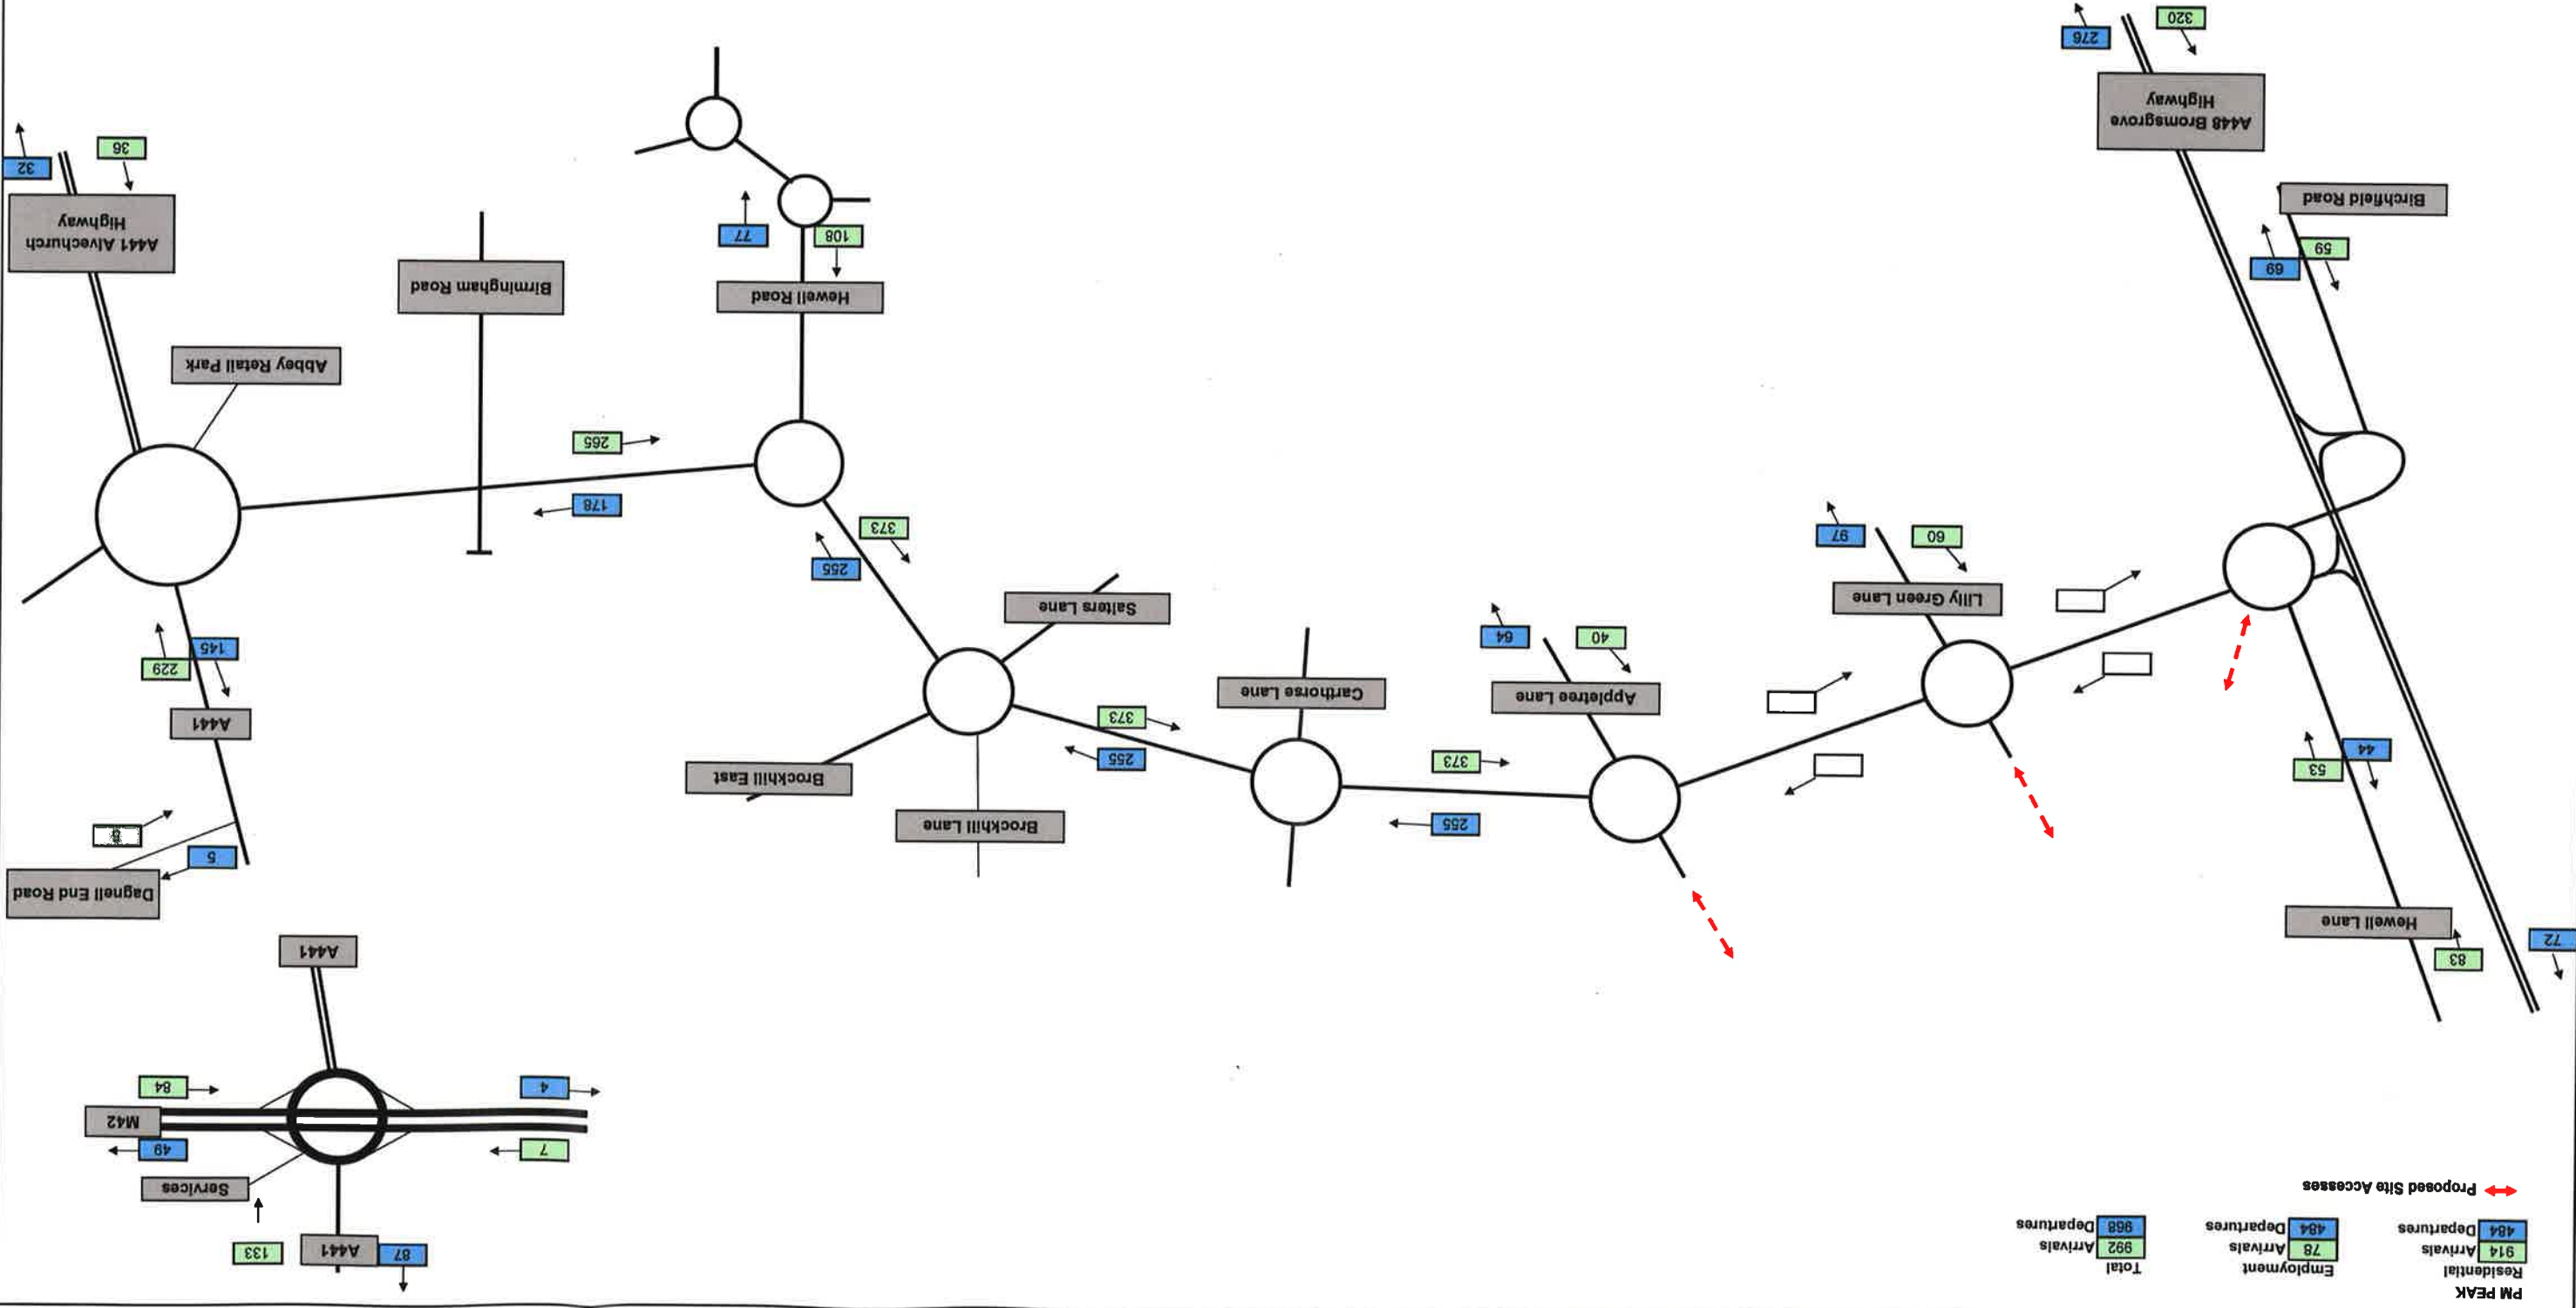 PM PEAK
Residential
914 Arrivals
484 Departures
Employment
78 Arrivals
484 Departures
Total
992 Arrivals
968 Departures
Proposed Site Accesses
87
A441
133
Services
7
49
M42
4
84
A441
72
83
Hewell Lane
Dagnell End Road
5
44
53
A441
145
229
Brockhill Lane
255
373
Brockhill East
255
373
Carthorse Lane
Appletree Lane
64
40
Salters Lane
Lilly Green Lane
97
60
255
373
178
265
Abbey Retail Park
Hewell Road
Birmingham Road
69
59
108
77
A441 Alvechurch
Highway
Birchfield Road
32
36
A448 Bromsgrove
Highway
276
320